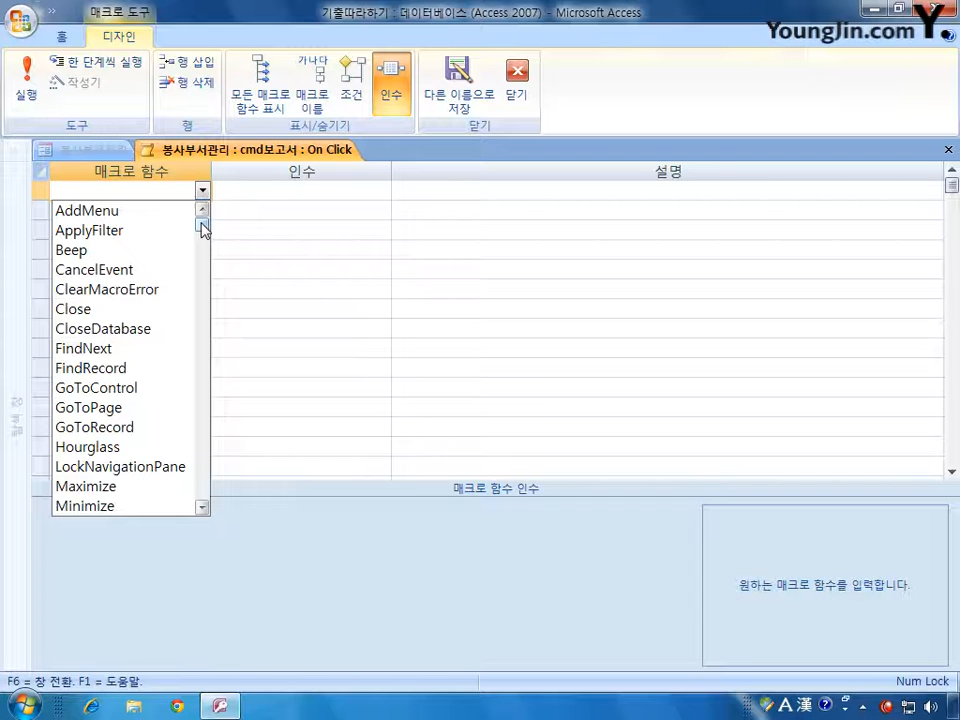 매크로 도구
기출따라하기 : 데이터베이스 (Access 2007) - Microsoft Access
YoungJin.com Y.
홈
디자인
실행
한 단계씩 실행
작성기
도구
행 삽입
행 삭제
행
모든 매크로
함수 표시
가나다
매크로
이름
조건
인수
표시/숨기기
다른 이름으로
저장
닫기
닫기
봉사부서관리 : cmd보고서 : On Click
매크로 함수
인수
설명
AddMenu
ApplyFilter
Beep
CancelEvent
ClearMacroError
Close
CloseDatabase
FindNext
FindRecord
GoToControl
GoToPage
GoToRecord
Hourglass
LockNavigationPane
Maximize
Minimize
매크로 함수 인수
원하는 매크로 함수를 입력합니다.
F6 = 창 전환. F1 = 도움말.
Num Lock
A 漢